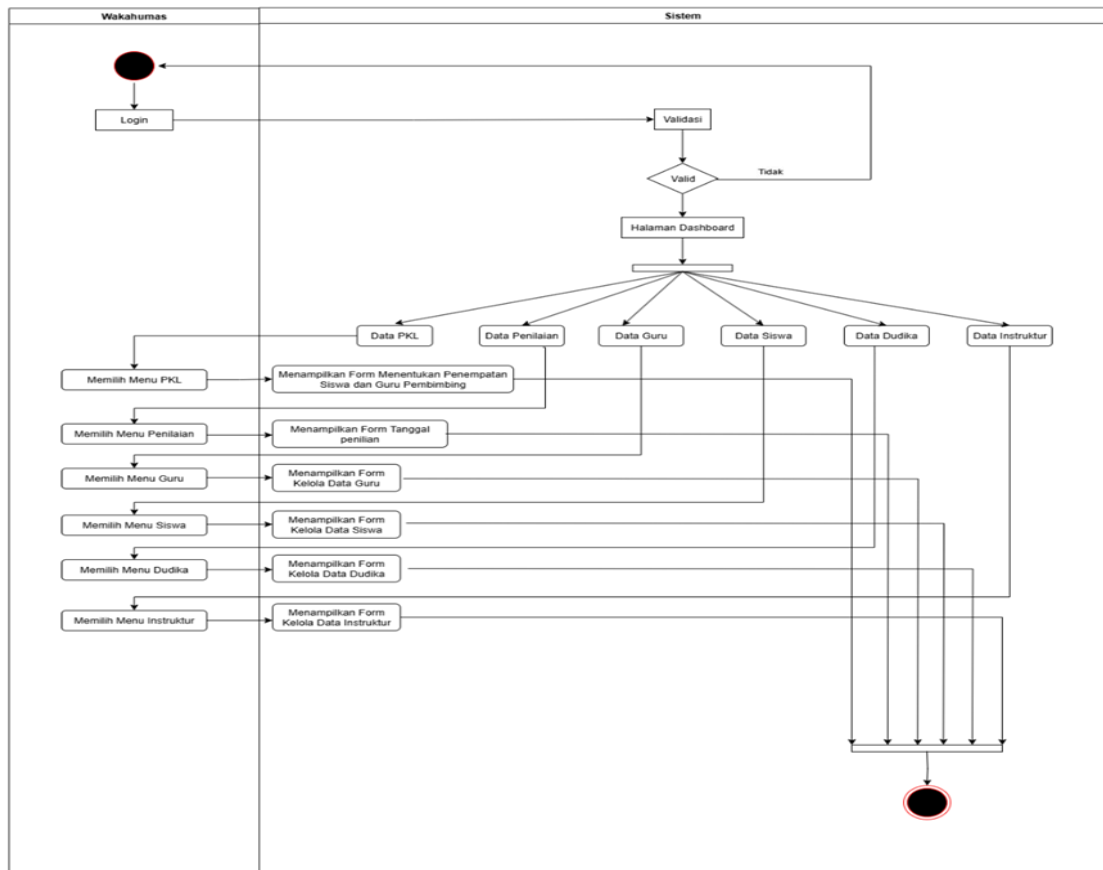 Wakahumas
Sistem
Login
Validasi
Valid
Tidak
Halaman Dashboard
Data PKL
Data Penilaian
Data Guru
Data Siswa
Data Dudika
Data Instruktur
Memilih Menu PKL
Menampilkan Form Menentukan Penempatan
Siswa dan Guru Pembimbing
Memilih Menu Penilaian
Menampilkan Form Tanggal
penilian
Memilih Menu Guru
Menampilkan Form
Kelola Data Guru
Memilih Menu Siswa
Menampilkan Form
Kelola Data Siswa
Memilih Menu Dudika
Menampilkan Form
Kelola Data Dudika
Memilih Menu Instruktur
Menampilkan Form
Kelola Data Instruktur